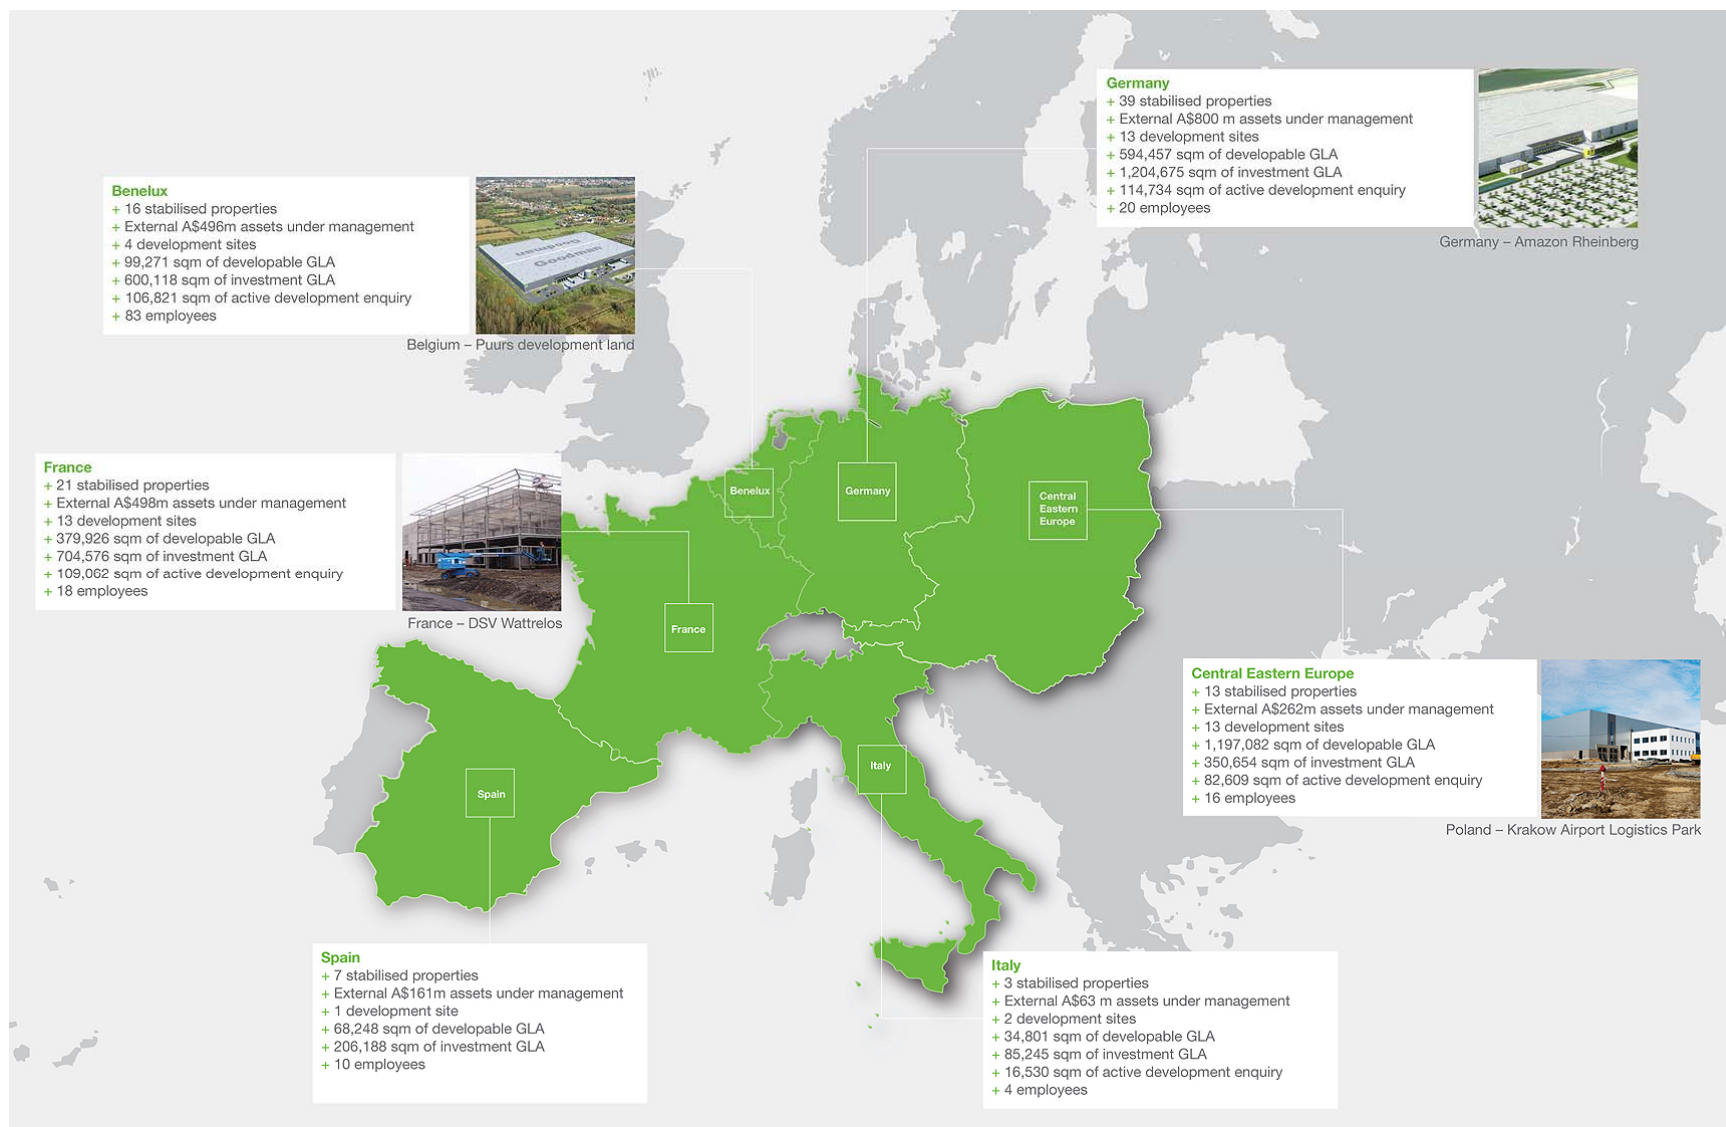 Germany
+ 39 stabilised properties
+ External A$800 m assets under management
+ 13 development sites
+ 594,457 sqm of developable GLA
+ 1,204,675 sqm of investment GLA
+ 114,734 sqm of active development enquiry
+ 20 employees
Germany – Amazon Rheinberg
Benelux
+ 16 stabilised properties
+ External A$496m assets under management
+ 4 development sites
+ 99,271 sqm of developable GLA
+ 600,118 sqm of investment GLA
+ 106,821 sqm of active development enquiry
+ 83 employees
Goodman
Goodman
Belgium – Puurs development land
France
+ 21 stabilised properties
+ External A$498m assets under management
+ 13 development sites
+ 379,926 sqm of developable GLA
+ 704,576 sqm of investment GLA
+ 109,062 sqm of active development enquiry
+ 18 employees
France – DSV Wattrelos
Benelux
Germany
Central
Eastern
Europe
France
Italy
Spain
Central Eastern Europe
+ 13 stabilised properties
+ External A$262m assets under management
+ 13 development sites
+ 1,197,082 sqm of developable GLA
+ 350,654 sqm of investment GLA
+ 82,609 sqm of active development enquiry
+ 16 employees
Poland – Krakow Airport Logistics Park
Spain
+ 7 stabilised properties
+ External A$161m assets under management
+ 1 development site
+ 68,248 sqm of developable GLA
+ 206,188 sqm of investment GLA
+ 10 employees
Italy
+ 3 stabilised properties
+ External A$63 m assets under management
+ 2 development sites
+ 34,801 sqm of developable GLA
+ 85,245 sqm of investment GLA
+ 16,530 sqm of active development enquiry
+ 4 employees